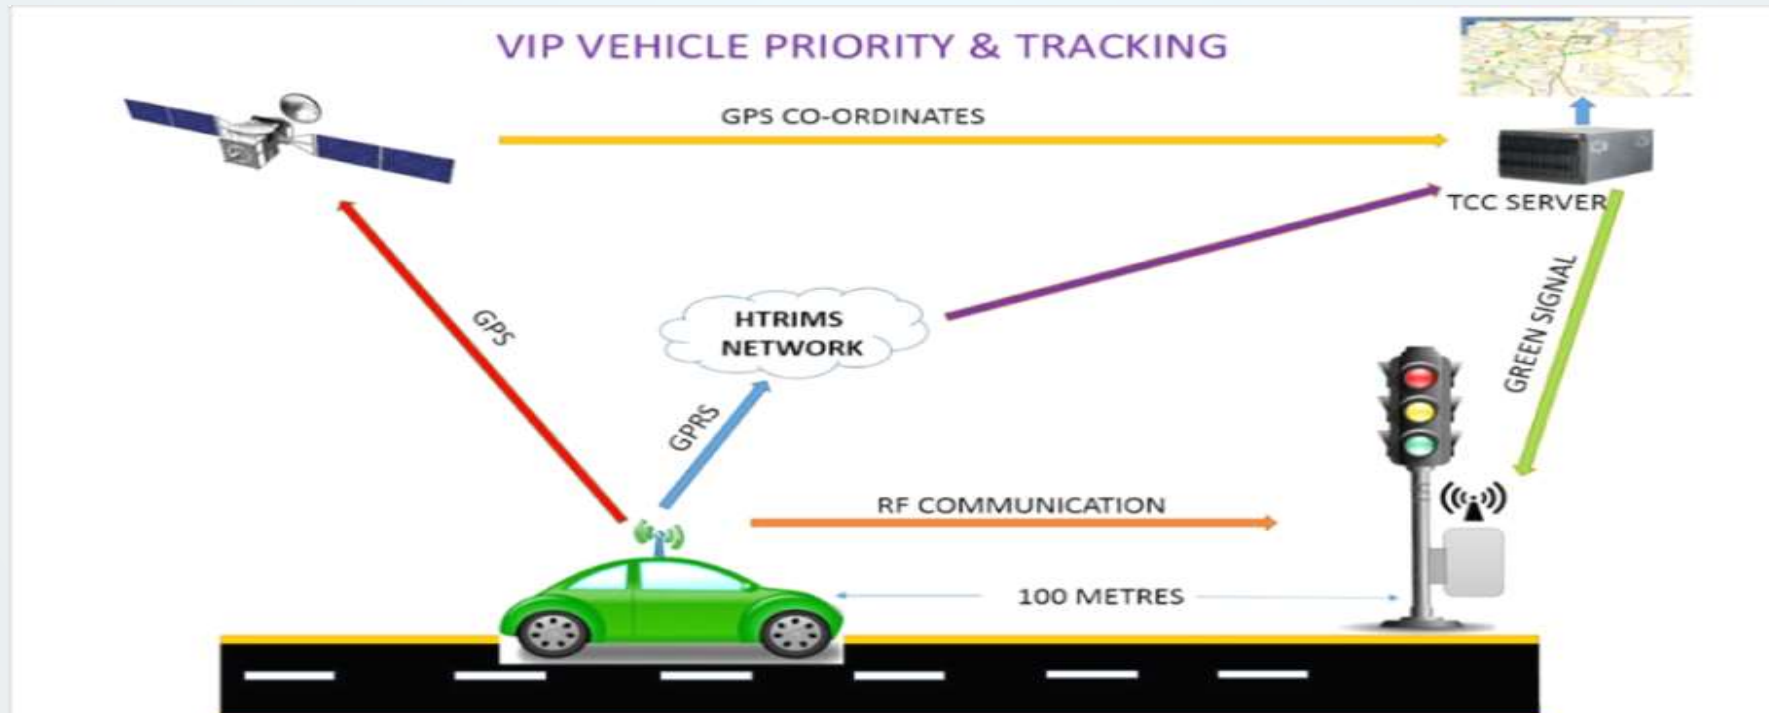 VIP VEHICLE PRIORITY & TRACKING
GPS CO-ORDINATES
TCC SERVER
GPS
HTRIMS
NETWORK
GREEN SIGNAL
GPRS
RF COMMUNICATION
100 METRES